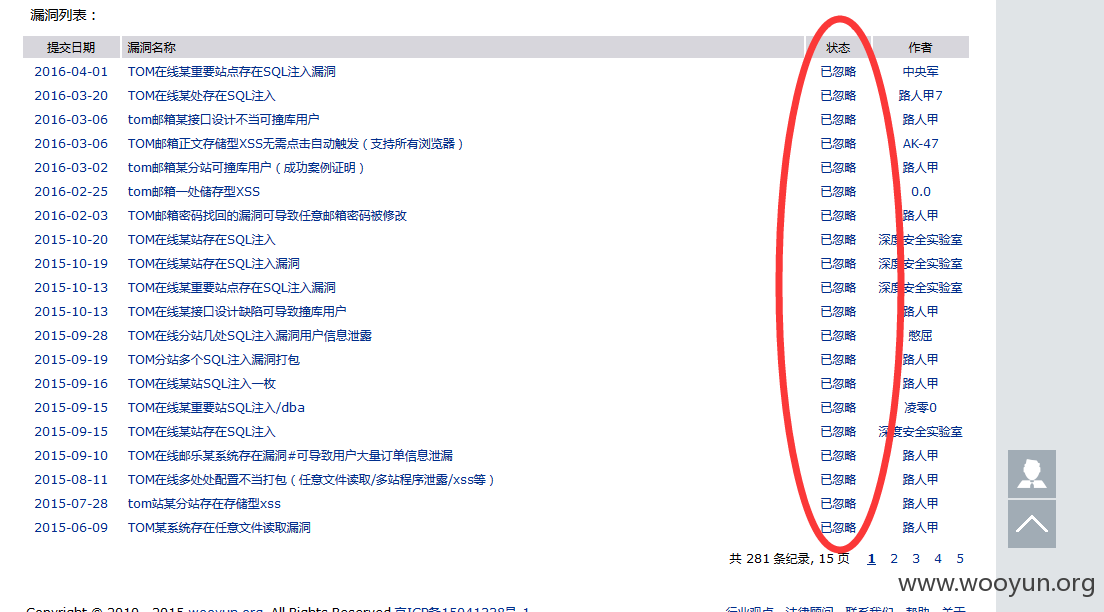 漏洞列表：
提交日期 漏洞名称 状态 作者
2016-04-01 TOM在线某重要站点存在SQL注入漏洞 已忽略 中央军
2016-03-20 TOM在线某处存在SQL注入 已忽略 路人甲7
2016-03-06 tom邮箱某接口设计不当可撞库用户 已忽略 路人甲
2016-03-06 TOM邮箱正文存储型XSS无需点击自动触发（支持所有浏览器） 已忽略 AK-47
2016-03-02 tom邮箱某分站可撞库用户（成功案例证明） 已忽略 路人甲
2016-02-25 tom邮箱一处储存型XSS 已忽略 0.0
2016-02-03 TOM邮箱密码找回的漏洞可导致任意邮箱密码被修改 已忽略 路人甲
2015-10-20 TOM在线某站存在SQL注入 已忽略 深度安全实验室
2015-10-19 TOM在线某站存在SQL注入漏洞 已忽略 深度安全实验室
2015-10-13 TOM在线某重要站点存在SQL注入漏洞 已忽略 深度安全实验室
2015-10-13 TOM在线某接口设计缺陷可导致撞库用户 已忽略 路人甲
2015-09-28 TOM在线分站几处SQL注入漏洞用户信息泄露 已忽略 憋屈
2015-09-19 TOM分站多个SQL注入漏洞打包 已忽略 路人甲
2015-09-16 TOM在线某站SQL注入一枚 已忽略 路人甲
2015-09-15 TOM在线某重要站SQL注入/dba 已忽略 凌零0
2015-09-15 TOM在线某站存在SQL注入 已忽略 深度安全实验室
2015-09-10 TOM在线邮乐某系统存在漏洞#可导致用户大量订单信息泄漏 已忽略 路人甲
2015-08-11 TOM在线多处处配置不当打包（任意文件读取/多站程序泄露/xss等） 已忽略 路人甲
2015-07-28 tom站某分站存在存储型xss 已忽略 路人甲
2015-06-09 TOM某系统存在任意文件读取漏洞 已忽略 路人甲
共 281 条纪录, 15 页 1 2 3 4 5
www.wooyun.org
Copyright © 2010 - 2015 wooyun.org, All Rights Reserved 京ICP备15041338号-1 行业观点 法律顾问 联系我们 帮助 关于